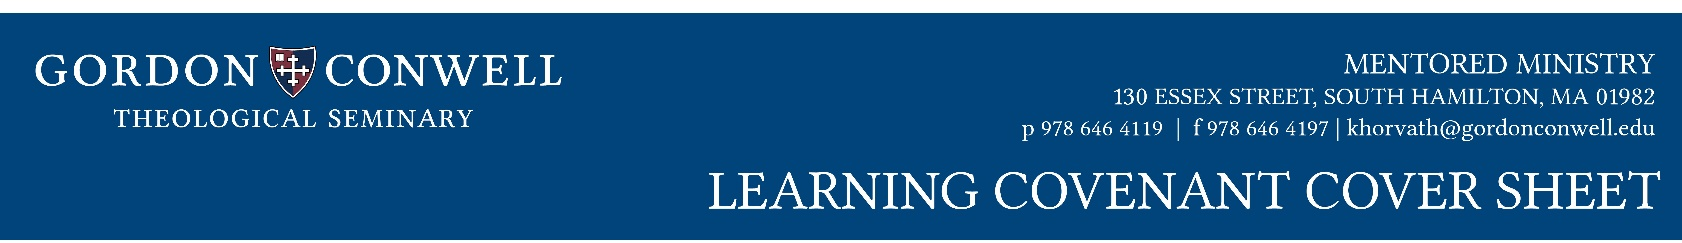 GORDON CONWELL
THEOLOGICAL SEMINARY
MENTORED MINISTRY
130 ESSEX STREET, SOUTH HAMILTON, MA 01982
p 978 646 4119 | f 978 646 4197 | khorvath@gordonconwell.edu
LEARNING COVENANT COVER SHEET